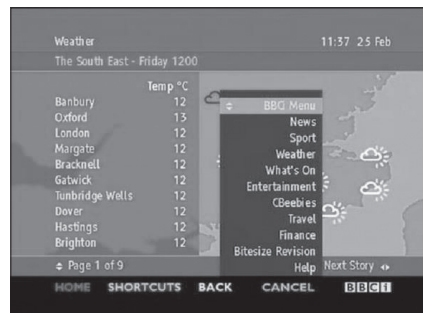 Weather 11:37 25 Feb
The South East - Friday 1200
Temp °C
Banbury 12
Oxford 13
London 12
Margate 12
Bracknell 12
Gatwick 12
Tunbridge Wells 12
Dover 12
Hastings 12
Brighton 12
BBQ Menu
News
Sport
Weather
What's On
Entertainment
CBeebies
Travel
Finance
Bitesize Revision
Help
Page 1 of 9 Next Story
HOME SHORTCUTS BACK CANCEL BBCi